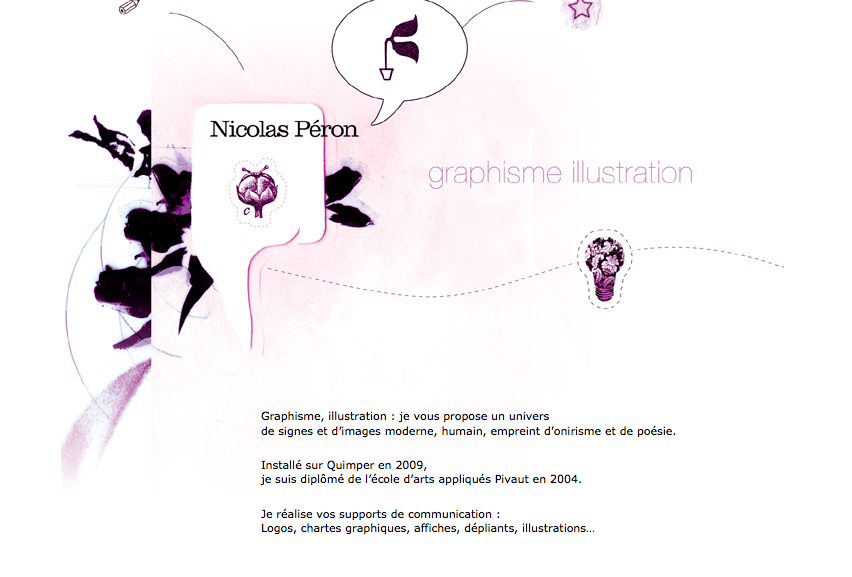 Nicolas Péron
graphisme illustration
c
Graphisme, illustration : je vous propose un univers
de signes et d’images moderne, humain, empreint d’onirisme et de poésie.
Installé sur Quimper en 2009,
je suis diplômé de l’école d’arts appliqués Pivaut en 2004.
Je réalise vos supports de communication :
Logos, chartes graphiques, affiches, dépliants, illustrations…